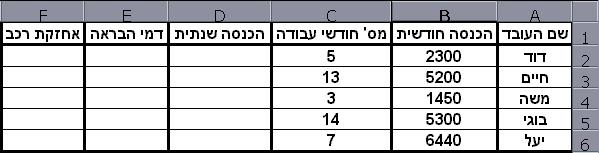 A B C D E F
1 שם העובד הכנסה חודשית מס' חודשי עבודה הכנסה שנתית דמי הבראה אחזקת רכב
2 דוד 2300 5
3 חיים 5200 13
4 משה 1450 3
5 בוגי 5300 14
6 יעל 6440 7